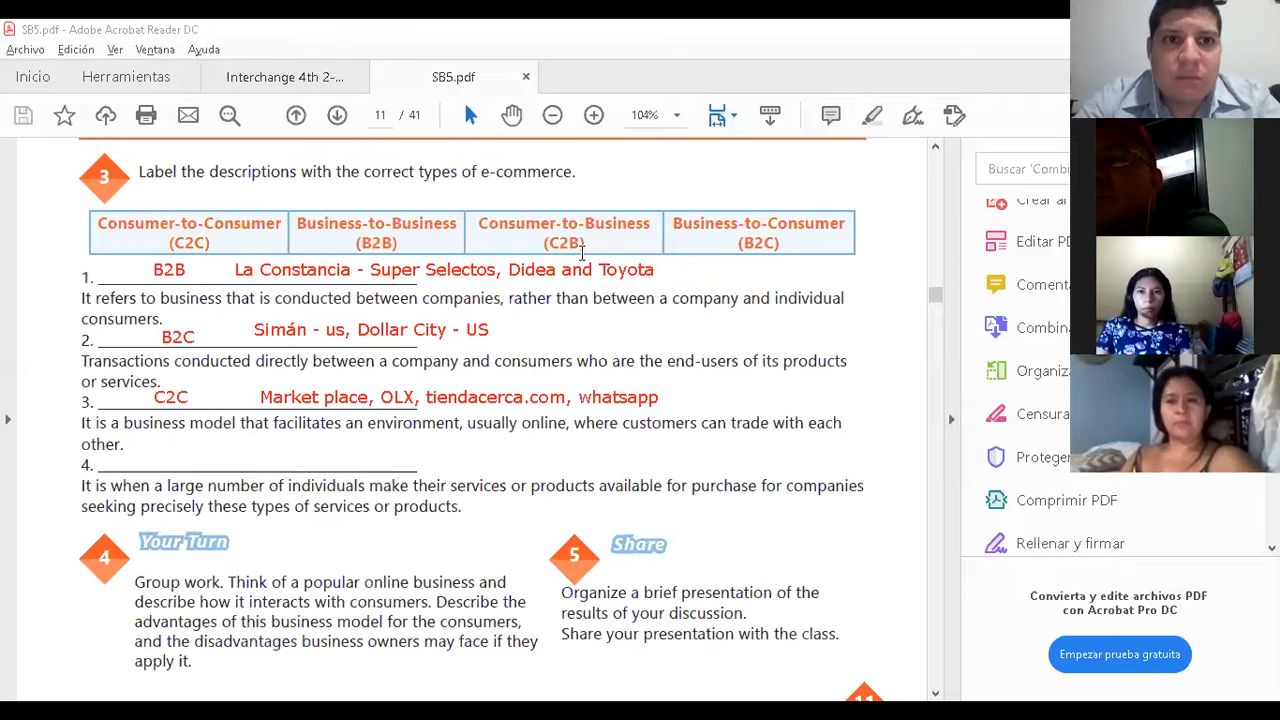 SB5.pdf - Adobe Acrobat Reader DC
Archivo Edición Ver Ventana Ayuda
Inicio Herramientas Interchange 4th 2-... SB5.pdf ×
11 / 41 104%
3 Label the descriptions with the correct types of e-commerce.
Consumer-to-Consumer (C2C) Business-to-Business (B2B) Consumer-to-Business (C2B) Business-to-Consumer (B2C)
B2B La Constancia - Super Selectos, Didea and Toyota
1. ______
It refers to business that is conducted between companies, rather than between a company and individual
consumers.
B2C Simán - us, Dollar City - US
2. ______
Transactions conducted directly between a company and consumers who are the end-users of its products
or services.
C2C Market place, OLX, tiendacerca.com, whatsapp
3. ______
It is a business model that facilitates an environment, usually online, where customers can trade with each
other.
4. ______
It is when a large number of individuals make their services or products available for purchase for companies
seeking precisely these types of services or products.
4 Your Turn
Group work. Think of a popular online business and
describe how it interacts with consumers. Describe the
advantages of this business model for the consumers,
and the disadvantages business owners may face if they
apply it.
5 Share
Organize a brief presentation of the
results of your discussion.
Share your presentation with the class.
11
Buscar 'Combi
Crear ar
Editar PD
Comenta
Combina
Organiza
Censura
Proteger
Comprimir PDF
Rellenar y firmar
Convierta y edite archivos PDF
con Acrobat Pro DC
Empezar prueba gratuita